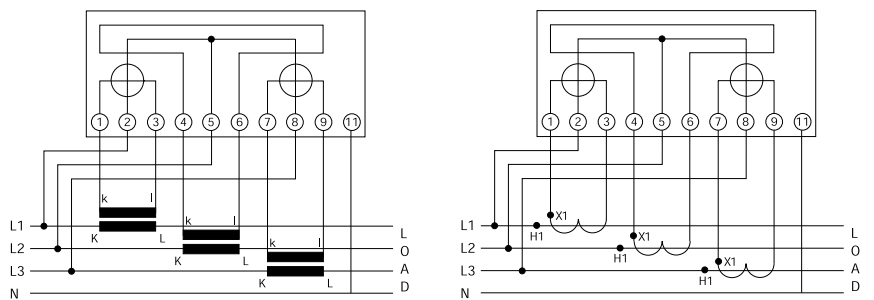 1 2 3 4 5 6 7 8 9 11
k l
L1 K L k l L
L2 K L k l O
L3 K L A
N D
1 2 3 4 5 6 7 8 9 11
X1
L1 H1 X1 L
L2 H1 X1 O
L3 H1 A
N D